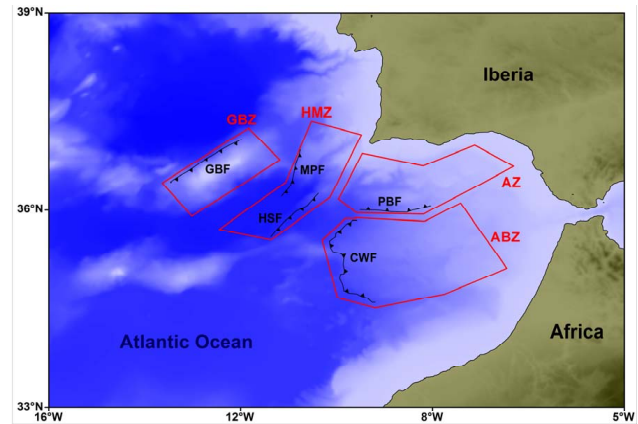 39°N
Iberia
GBZ
HMZ
GBF
MPF
AZ
HSF
PBF
36°N
ABZ
CWF
Atlantic Ocean
Africa
33°N
16°W 12°W 8°W 5°W